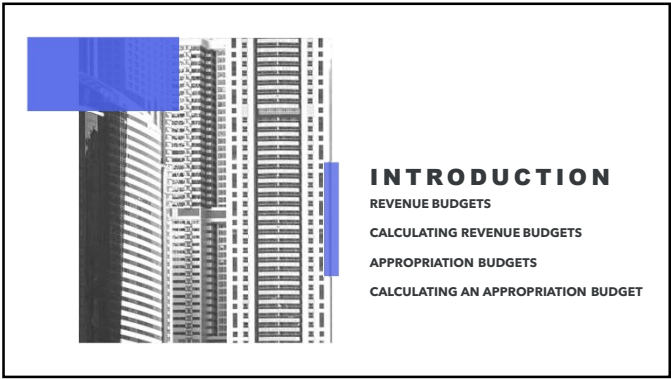 INTRODUCTION
REVENUE BUDGETS
CALCULATING REVENUE BUDGETS
APPROPRIATION BUDGETS
CALCULATING AN APPROPRIATION BUDGET